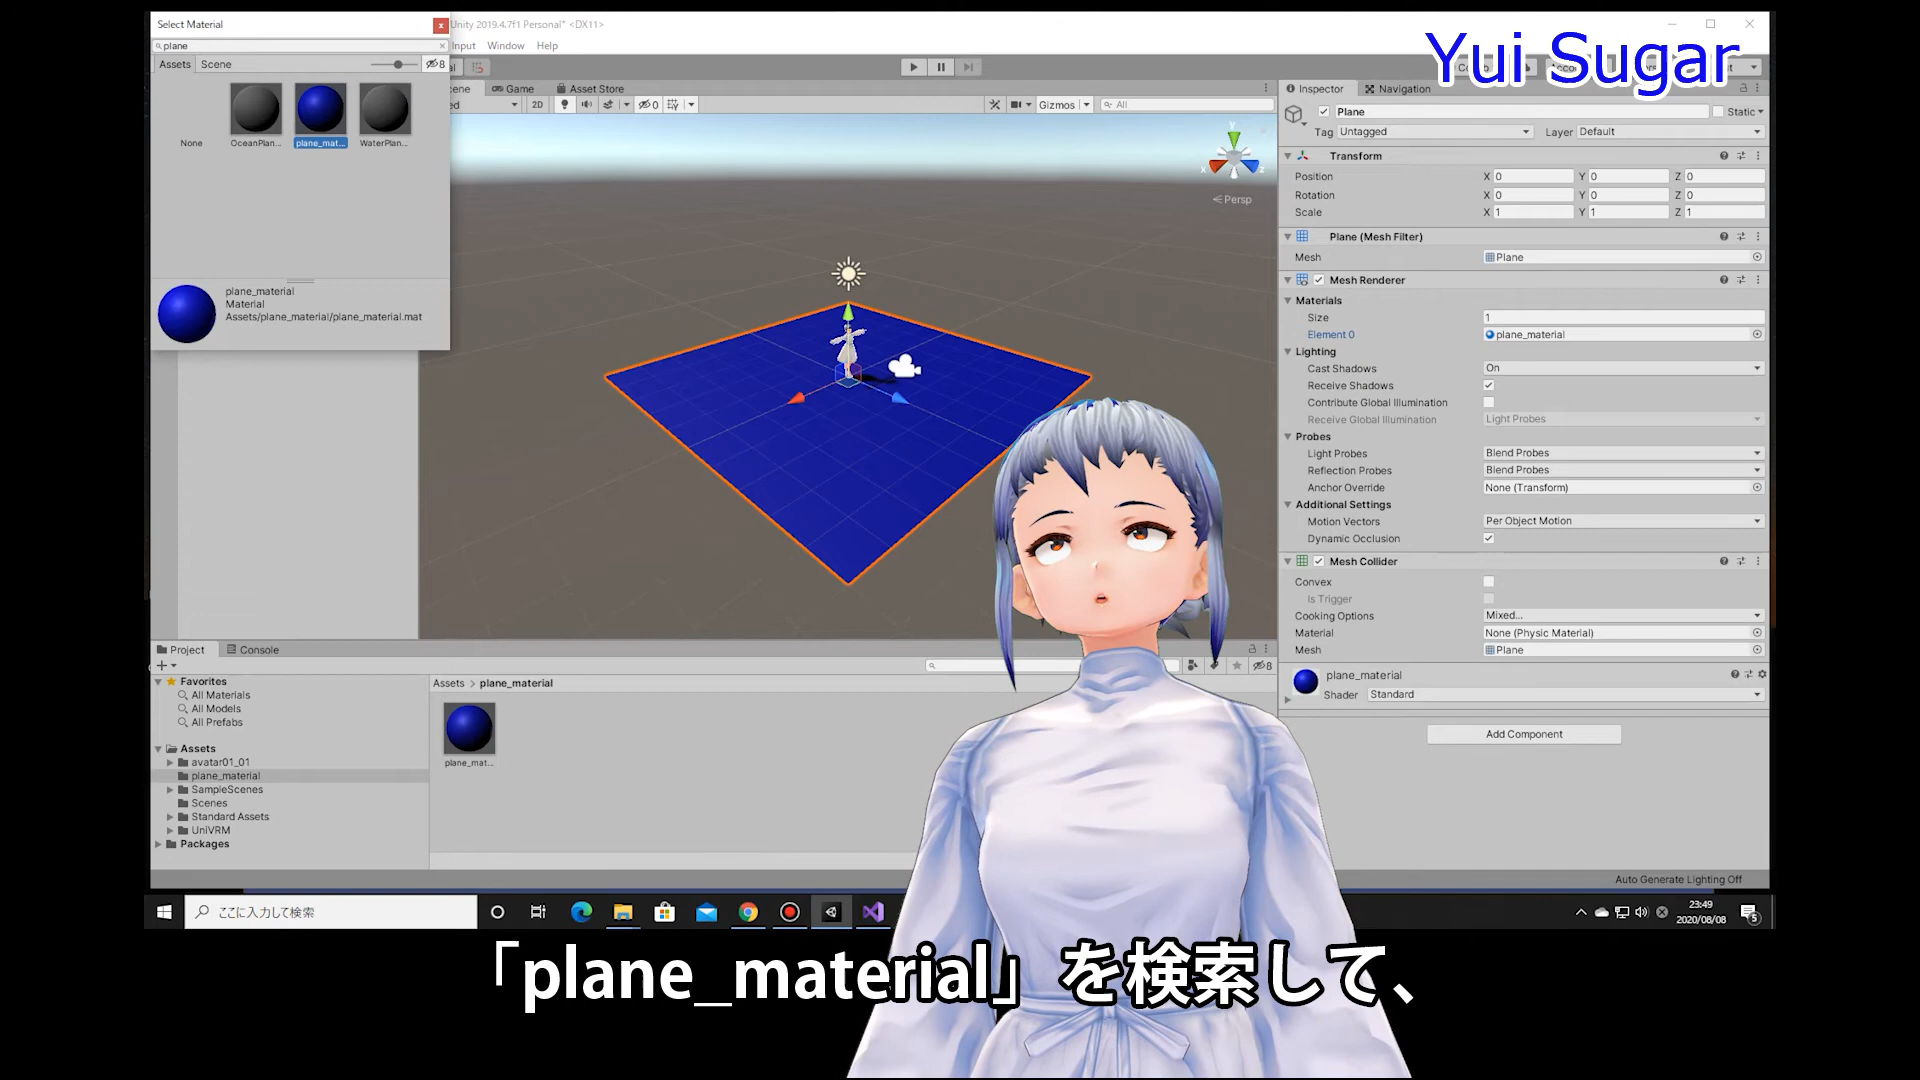 Select Material
Unity 2019.4.7f1 Personal* <DX11>
Yui Sugar
plane
Input Window Help
Assets Scene
8
Game Asset Store
Inspector Navigation
2D
0
Gizmos
All
Plane
Static
Tag Untagged Layer Default
None
OceanPlan...
plane_mat...
WaterPlan...
y
x
z
Persp
Transform
Position X 0 Y 0 Z 0
Rotation X 0 Y 0 Z 0
Scale X 1 Y 1 Z 1
Plane (Mesh Filter)
Mesh Plane
Mesh Renderer
Materials
Size 1
Element 0 plane_material
Lighting
Cast Shadows On
Receive Shadows
Contribute Global Illumination
Receive Global Illumination Light Probes
Probes
Light Probes Blend Probes
Reflection Probes Blend Probes
Anchor Override None (Transform)
Additional Settings
Motion Vectors Per Object Motion
Dynamic Occlusion
Mesh Collider
Convex
Is Trigger
Cooking Options Mixed...
Material None (Physic Material)
Mesh Plane
plane_material
Shader Standard
Add Component
plane_material
Material
Assets/plane_material/plane_material.mat
Project Console
8
Favorites
All Materials
All Models
All Prefabs
Assets
avatar01_01
plane_material
SampleScenes
Scenes
Standard Assets
UniVRM
Packages
Assets > plane_material
plane_mat...
Auto Generate Lighting Off
ここに入力して検索
23:49
2020/08/08
5
「plane_material」を検索して、